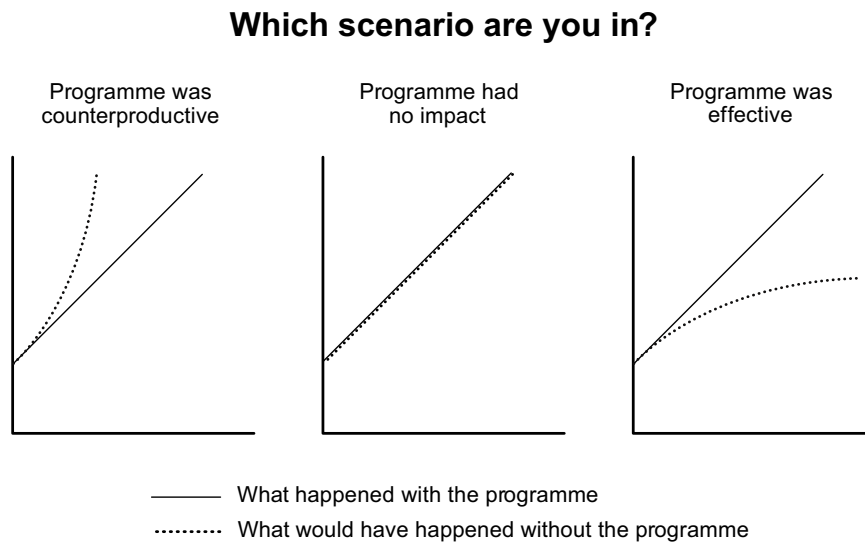 Which scenario are you in?
Programme was
counterproductive
Programme had
no impact
Programme was
effective
What happened with the programme
What would have happened without the programme